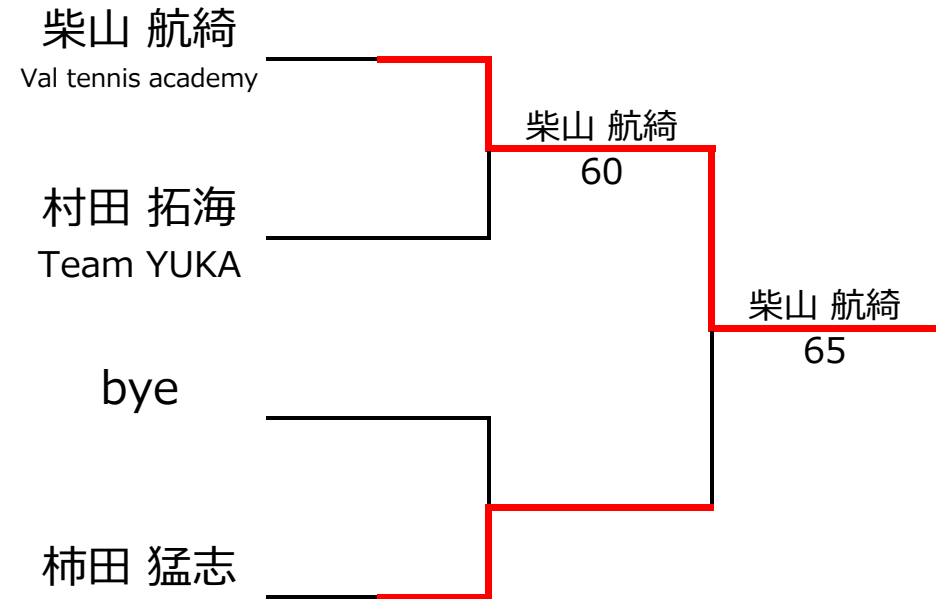 柴山 航綺
Val tennis academy
柴山 航綺
60
村田 拓海
Team YUKA
柴山 航綺
65
bye
柿田 猛志